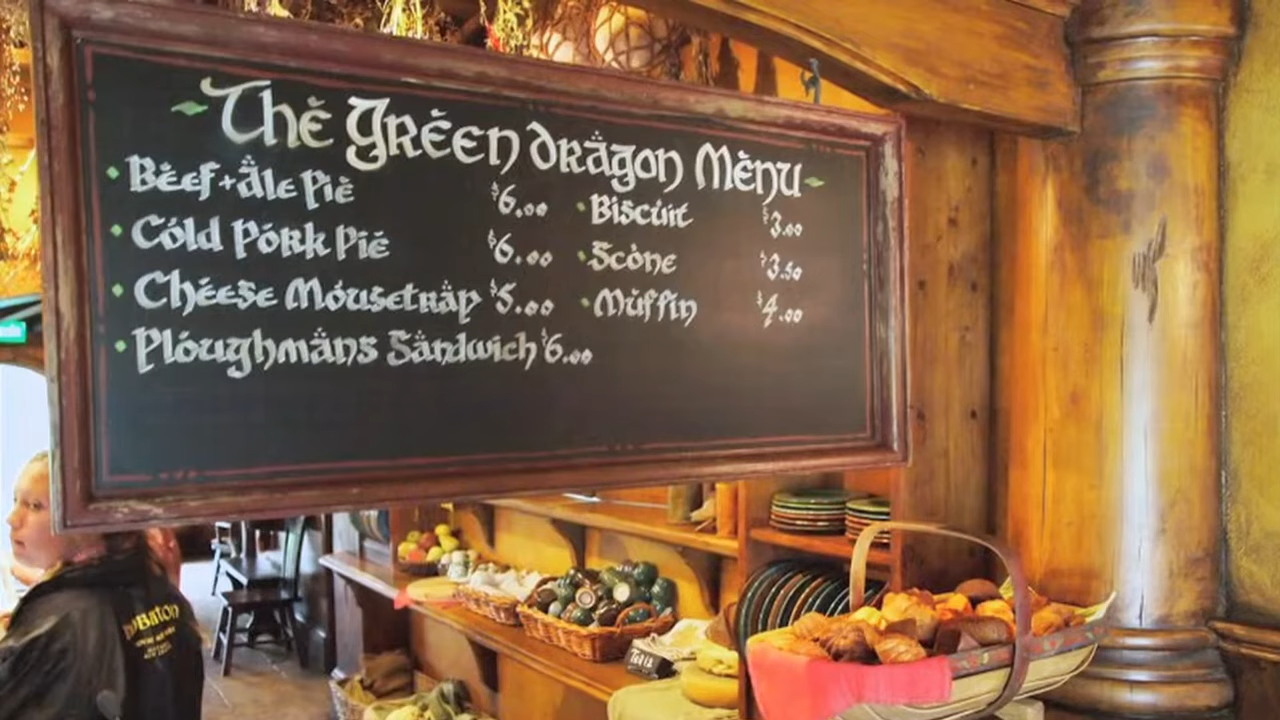 The Green Dragon Menu
Beef + Ale Pie $6.00
Cold Pork Pie $6.00
Cheese Mousetrap $5.00
Ploughmans Sandwich $6.00
Biscuit $3.00
Scone $3.50
Muffin $4.00
HOBBITON